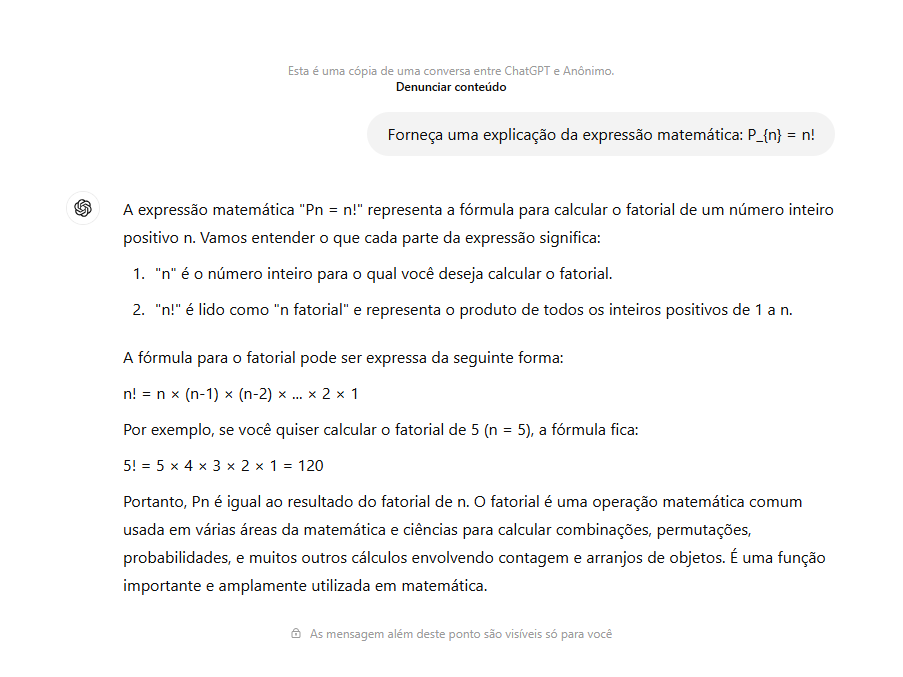 Esta é uma cópia de uma conversa entre ChatGPT e Anônimo.
Denunciar conteúdo
Forneça uma explicação da expressão matemática: P_{n} = n!
A expressão matemática "Pn = n!" representa a fórmula para calcular o fatorial de um número inteiro
positivo n. Vamos entender o que cada parte da expressão significa:
1. "n" é o número inteiro para o qual você deseja calcular o fatorial.
2. "n!" é lido como "n fatorial" e representa o produto de todos os inteiros positivos de 1 a n.
A fórmula para o fatorial pode ser expressa da seguinte forma:
n! = n × (n-1) × (n-2) × ... × 2 × 1
Por exemplo, se você quiser calcular o fatorial de 5 (n = 5), a fórmula fica:
5! = 5 × 4 × 3 × 2 × 1 = 120
Portanto, Pn é igual ao resultado do fatorial de n. O fatorial é uma operação matemática comum
usada em várias áreas da matemática e ciências para calcular combinações, permutações,
probabilidades, e muitos outros cálculos envolvendo contagem e arranjos de objetos. É uma função
importante e amplamente utilizada em matemática.
As mensagem além deste ponto são visíveis só para você